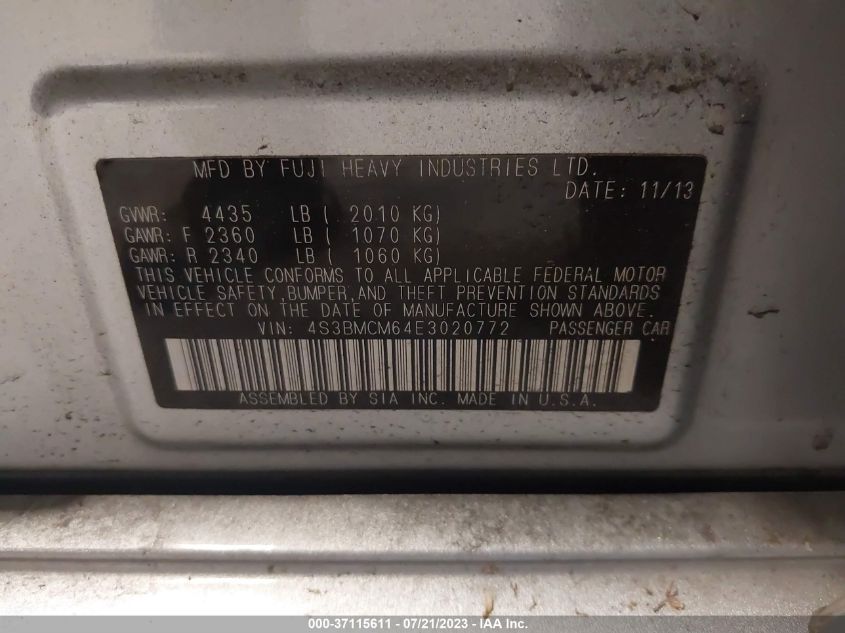 MFD BY FUJI HEAVY INDUSTRIES LTD.
DATE: 11/13
GVWR: 4435 LB ( 2010 KG)
GAWR: F 2360 LB ( 1070 KG)
GAWR: R 2340 LB ( 1060 KG)
THIS VEHICLE CONFORMS TO ALL APPLICABLE FEDERAL MOTOR
VEHICLE SAFETY, BUMPER, AND THEFT PREVENTION STANDARDS
IN EFFECT ON THE DATE OF MANUFACTURE SHOWN ABOVE.
VIN: 4S3BMCM64E3020772 PASSENGER CAR
ASSEMBLED BY SIA INC. MADE IN U.S.A.
000-37115611 - 07/21/2023 - © IAA Inc.